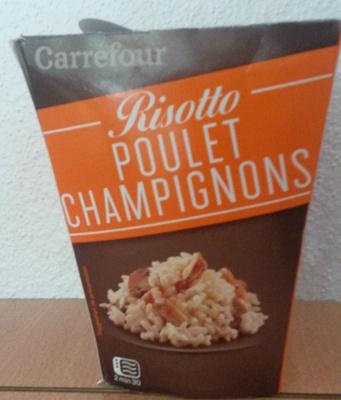 Carrefour
Risotto
POULET
CHAMPIGNONS
2 min 30